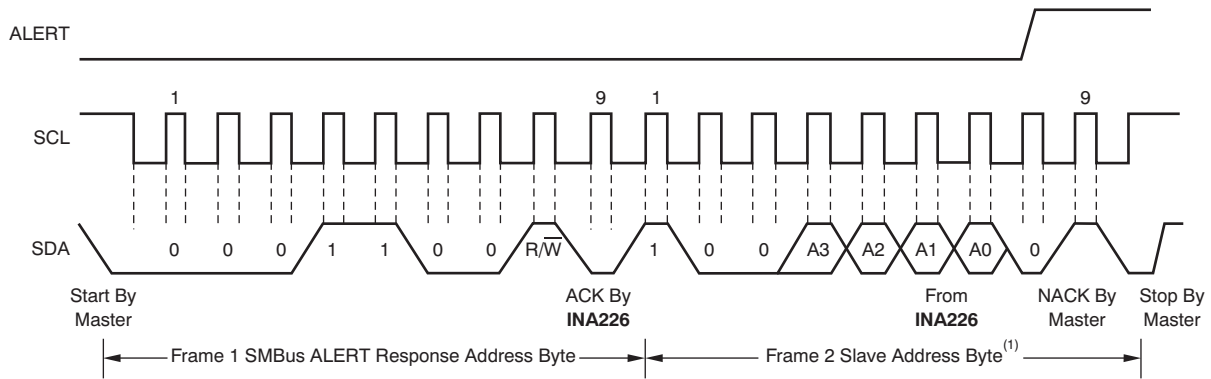 ALERT
1 9 1 9
SCL
SDA 0 0 0 1 1 0 0 R/W 1 0 0 A3 A2 A1 A0 0
Start By
Master
ACK By
INA226
From
INA226
NACK By
Master
Stop By
Master
Frame 1 SMBus ALERT Response Address Byte
Frame 2 Slave Address Byte(1)